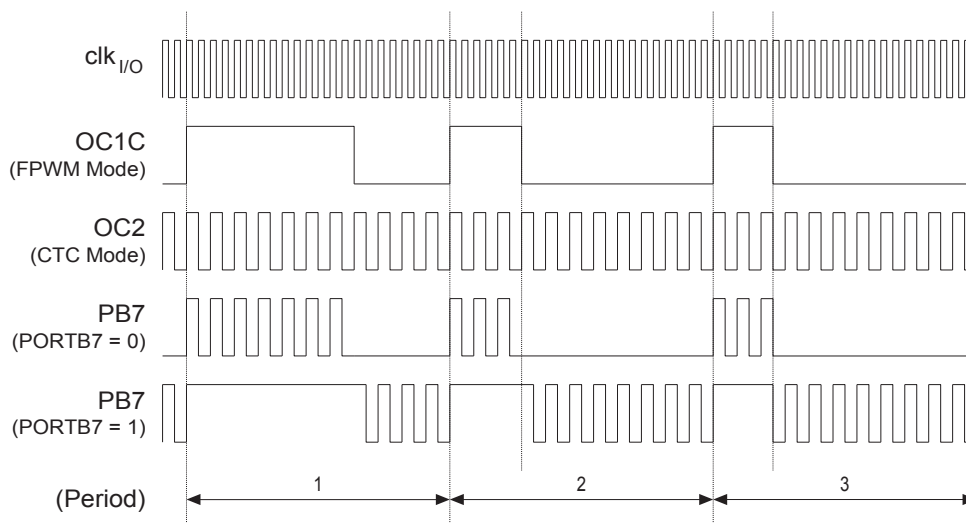 clk I/O
OC1C
(FPWM Mode)
OC2
(CTC Mode)
PB7
(PORTB7 = 0)
PB7
(PORTB7 = 1)
(Period) 1 2 3